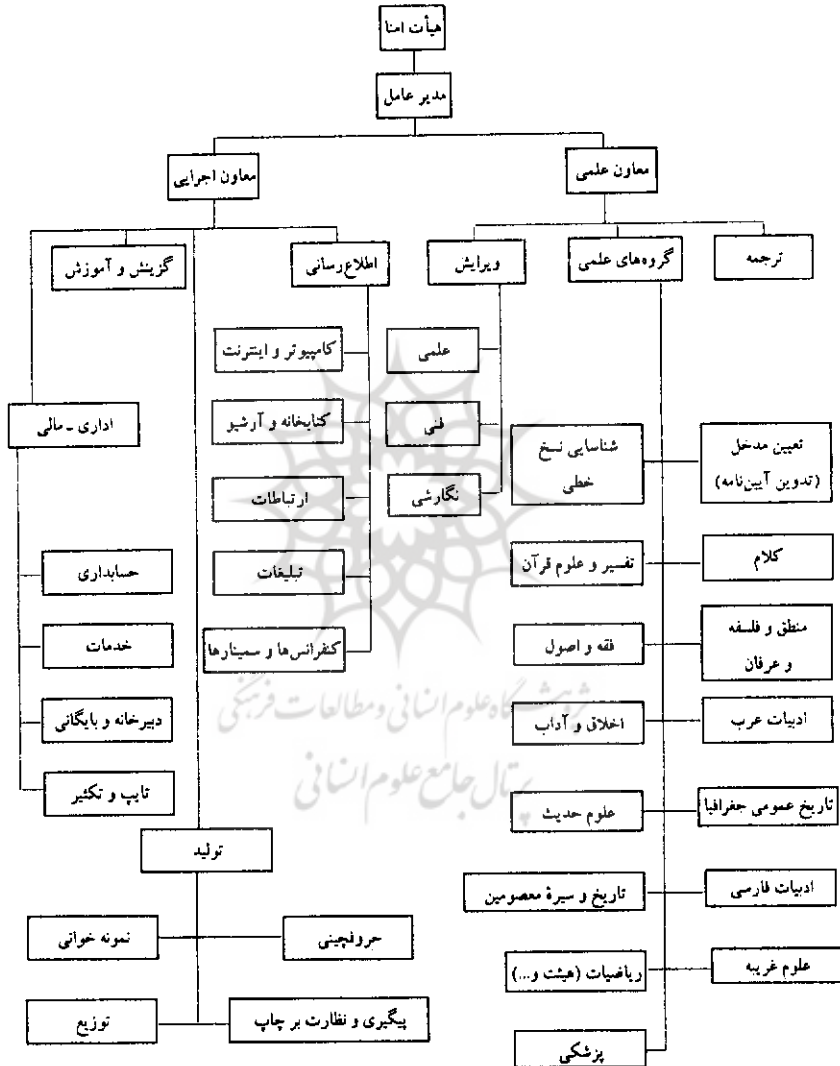 هیأت امنا
مدیر عامل
معاون علمی
معاون اجرایی
ترجمه
گروه‌های علمی
ویرایش
اطلاع‌رسانی
گزینش و آموزش
علمی
فنی
نگارشی
کامپیوتر و اینترنت
کتابخانه و آرشیو
ارتباطات
تبلیغات
کنفرانس‌ها و سمینارها
اداری ـ مالی
حسابداری
خدمات
دبیرخانه و بایگانی
تایپ و تکثیر
تعیین مدخل
(تدوین آیین‌نامه)
شناسایی نسخ
خطی
کلام
تفسیر و علوم قرآن
منطق و فلسفه
و عرفان
فقه و اصول
ادبیات عرب
اخلاق و آداب
تاریخ عمومی جغرافیا
علوم حدیث
ادبیات فارسی
تاریخ و سیرهٔ معصومین
علوم غریبه
ریاضیات (هیئت و...)
پزشکی
تولید
حروفچینی
نمونه خوانی
پیگیری و نظارت بر چاپ
توزیع
پژوهشگاه علوم انسانی و مطالعات فرهنگی
پرتال جامع علوم انسانی